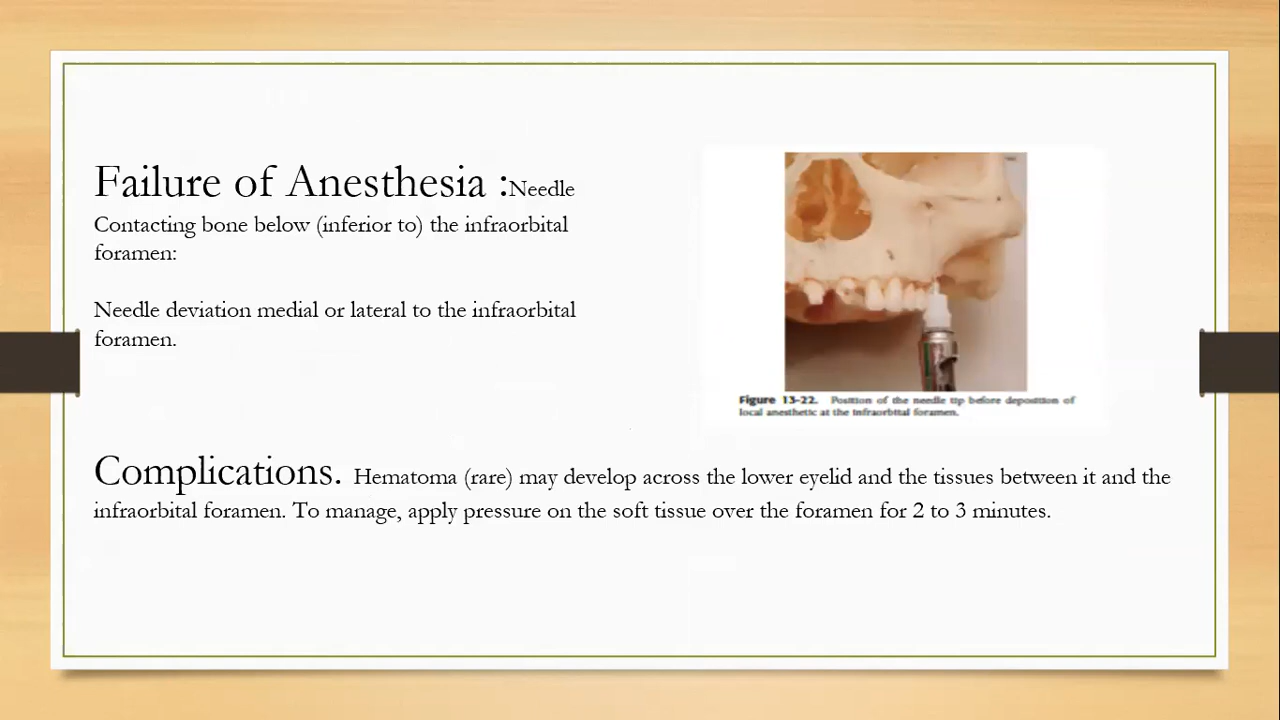 Failure of Anesthesia :Needle
Contacting bone below (inferior to) the infraorbital
foramen:
Needle deviation medial or lateral to the infraorbital
foramen.
Figure 13-22. Position of the needle tip before deposition of
local anesthetic at the infraorbital foramen.
Complications. Hematoma (rare) may develop across the lower eyelid and the tissues between it and the
infraorbital foramen. To manage, apply pressure on the soft tissue over the foramen for 2 to 3 minutes.